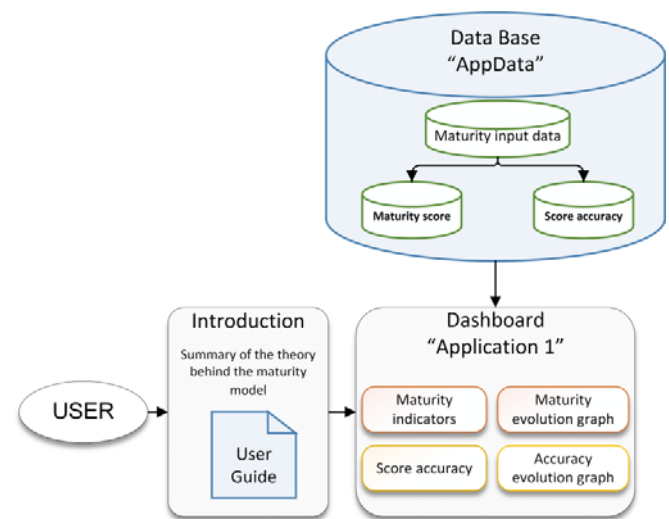 Data Base
“AppData”
Maturity input data
Maturity score
Score accuracy
Introduction
Summary of the theory
behind the maturity
model
User
Guide
USER
Dashboard
“Application 1”
Maturity
indicators
Maturity
evolution graph
Score accuracy
Accuracy
evolution graph